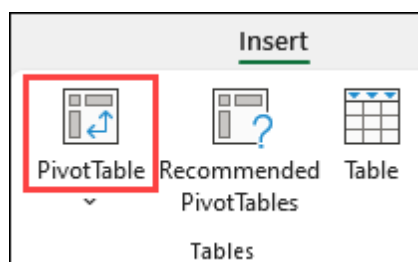 Insert
PivotTable
Recommended
PivotTables
Table
Tables